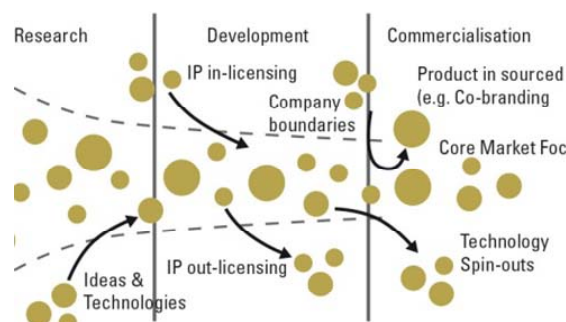 Research
Development
Commercialisation
IP in-licensing
Company
boundaries
Product in sourced
(e.g. Co-branding
Core Market Foc
Ideas &
Technologies
IP out-licensing
Technology
Spin-outs